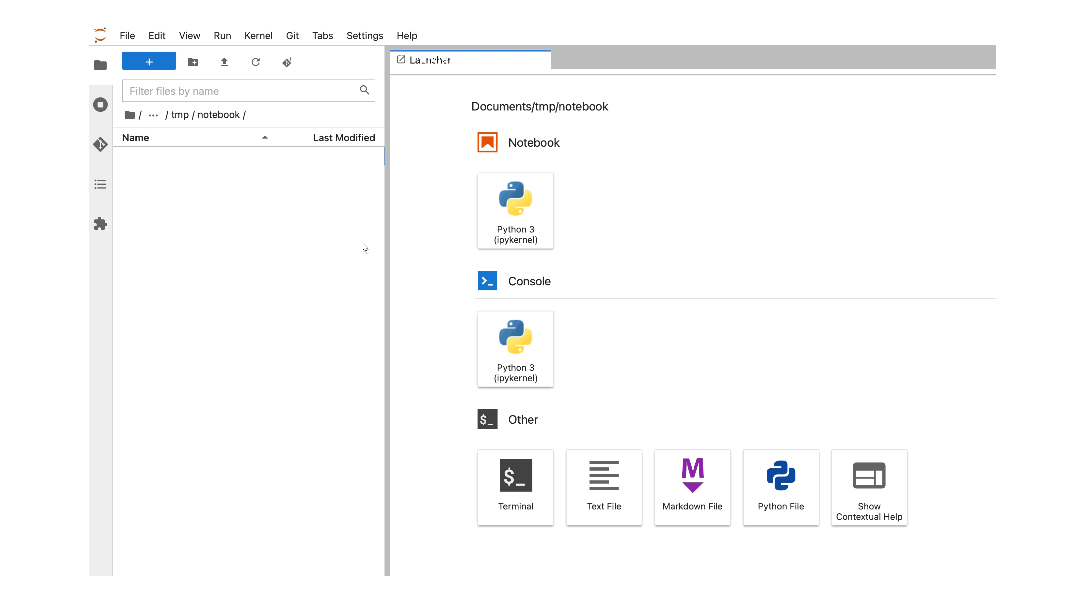 File Edit View Run Kernel Git Tabs Settings Help
+
Filter files by name
/ ··· / tmp / notebook /
Name Last Modified
Launcher
Documents/tmp/notebook
Notebook
Python 3
(ipykernel)
Console
Python 3
(ipykernel)
$_ Other
$_
Terminal
Text File
M
Markdown File
Python File
Show
Contextual Help